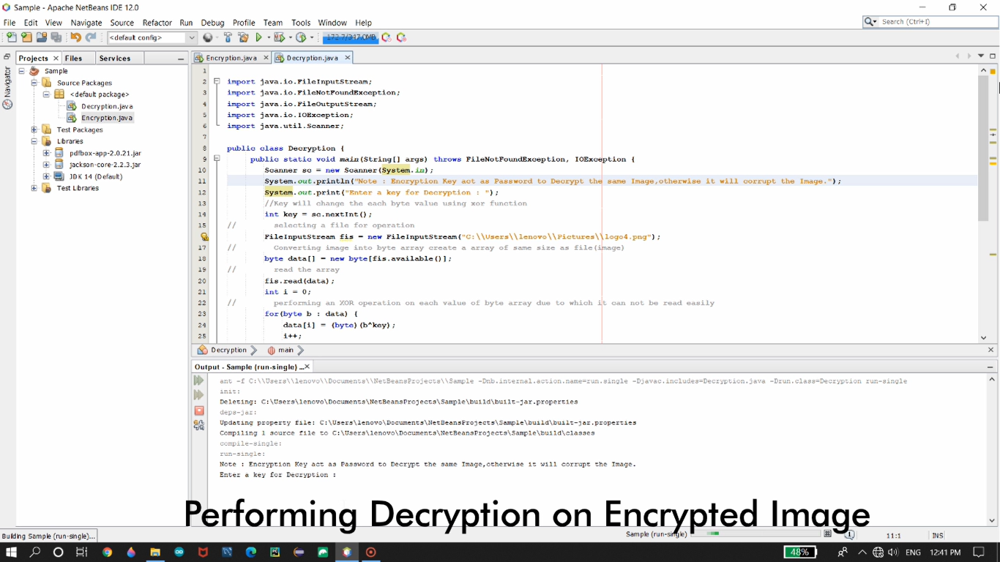 Sample - Apache NetBeans IDE 12.0
File Edit View Navigate Source Refactor Run Debug Profile Team Tools Window Help
Search (Ctrl+I)
<default config>
172.7/347.0MB
Projects Files Services
Encryption.java Decryption.java
Navigator
Sample
Source Packages
<default package>
Decryption.java
Encryption.java
Test Packages
Libraries
pdfbox-app-2.0.21.jar
jackson-core-2.2.3.jar
JDK 14 (Default)
Test Libraries
1
2 import java.io.FileInputStream;
3 import java.io.FileNotFoundException;
4 import java.io.FileOutputStream;
5 import java.io.IOException;
6 import java.util.Scanner;
7
8 public class Decryption {
9 public static void main(String[] args) throws FileNotFoundException, IOException {
10 Scanner sc = new Scanner(System.in);
11 System.out.println("Note : Encryption Key act as Password to Decrypt the same Image,otherwise it will corrupt the Image.");
12 System.out.print("Enter a key for Decryption : ");
13 //Key will change the each byte value using xor function
14 int key = sc.nextInt();
15 // selecting a file for operation
FileInputStream fis = new FileInputStream("C:\\Users\\lenovo\\Pictures\\logo4.png");
17 // Converting image into byte array create a array of same size as file(image)
18 byte data[] = new byte[fis.available()];
19 // read the array
20 fis.read(data);
21 int i = 0;
22 // performing an XOR operation on each value of byte array due to which it can not be read easily
23 for(byte b : data) {
24 data[i] = (byte)(b^key);
25 i++;
Decryption main
Output - Sample (run-single) ...
ant -f C:\\Users\\lenovo\\Documents\\NetBeansProjects\\Sample -Dnb.internal.action.name=run.single -Djavac.includes=Decryption.java -Drun.class=Decryption run-single
init:
Deleting: C:\Users\lenovo\Documents\NetBeansProjects\Sample\build\built-jar.properties
deps-jar:
Updating property file: C:\Users\lenovo\Documents\NetBeansProjects\Sample\build\built-jar.properties
Compiling 1 source file to C:\Users\lenovo\Documents\NetBeansProjects\Sample\build\classes
compile-single:
run-single:
Note : Encryption Key act as Password to Decrypt the same Image,otherwise it will corrupt the Image.
Enter a key for Decryption :
Performing Decryption on Encrypted Image
Building Sample (run-single)...
Sample (run-single)
1
11:1
INS
48%
ENG
12:41 PM